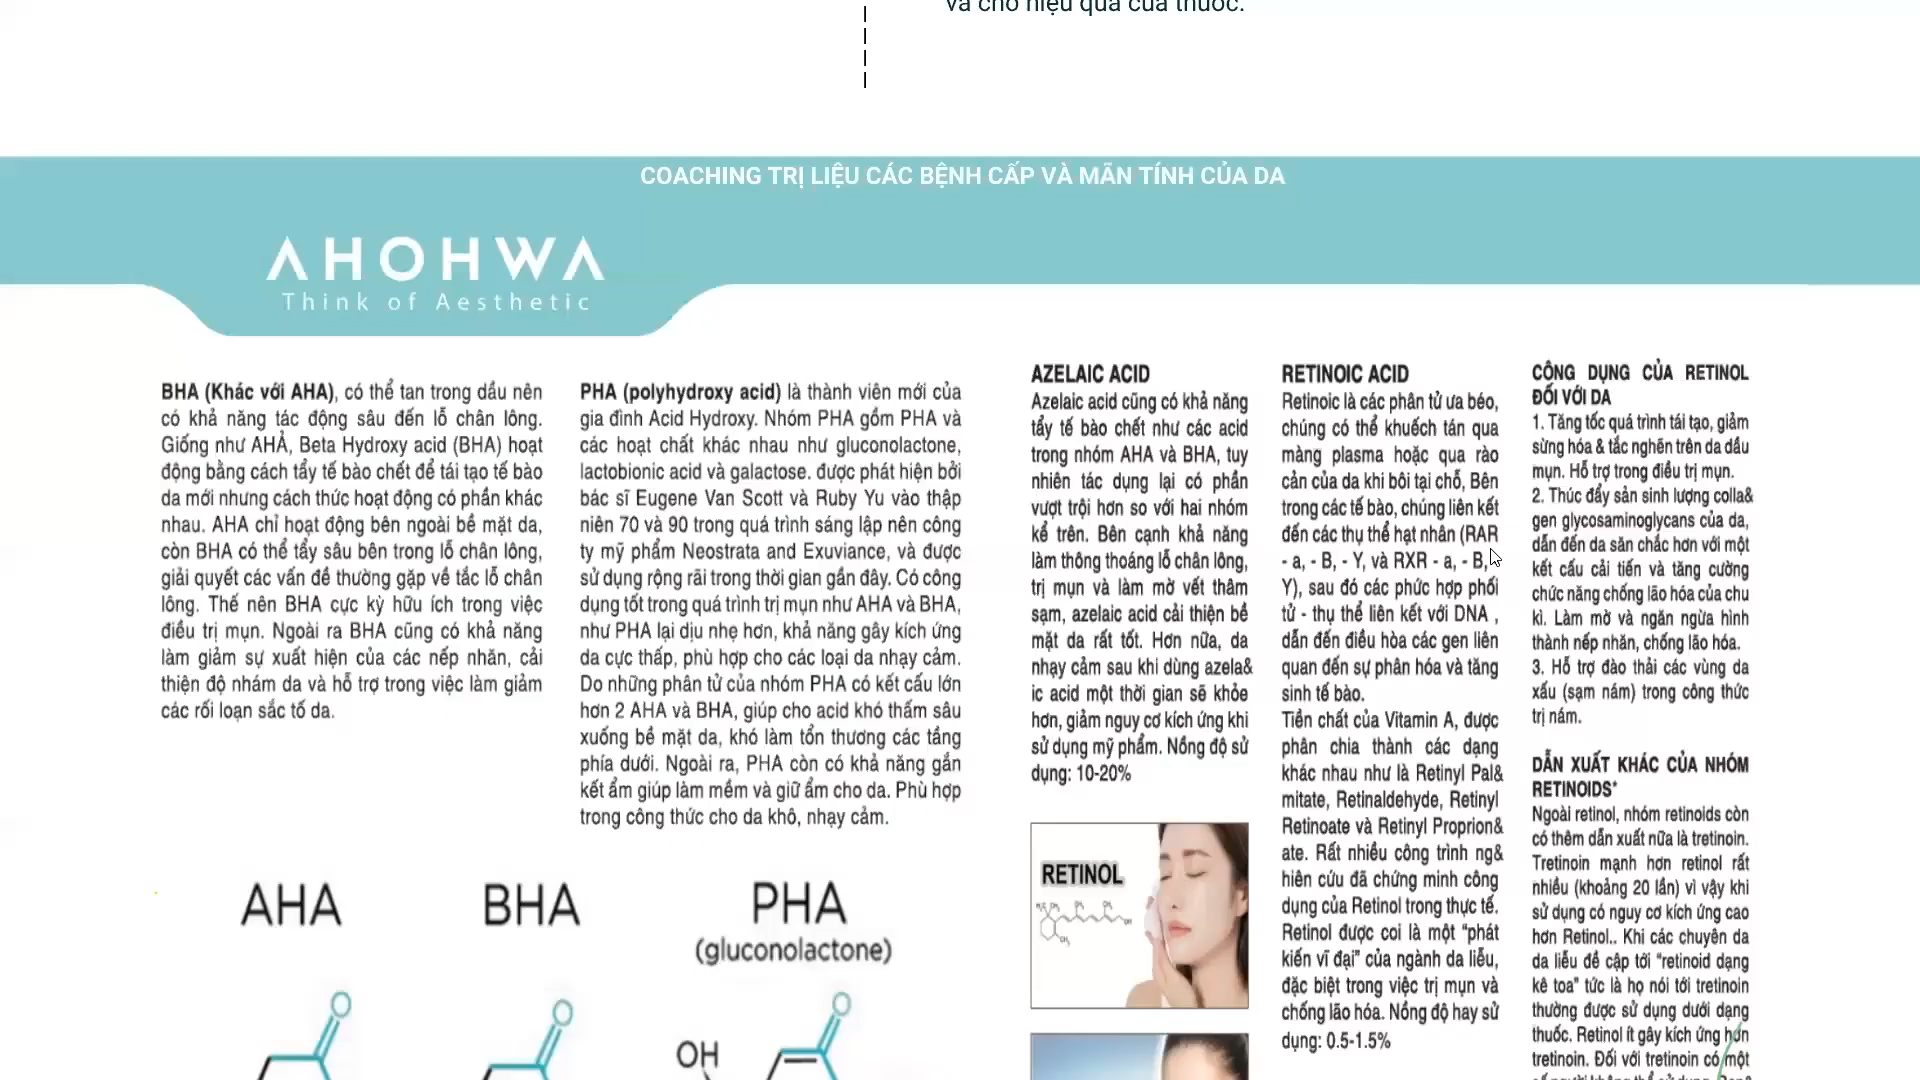 và cho hiệu quả của thuốc.
COACHING TRỊ LIỆU CÁC BỆNH CẤP VÀ MÃN TÍNH CỦA DA
AHOHWA
Think of Aesthetic
BHA (Khác với AHA), có thể tan trong dầu nên
có khả năng tác động sâu đến lỗ chân lông.
Giống như AHA, Beta Hydroxy acid (BHA) hoạt
động bằng cách tẩy tế bào chết để tái tạo tế bào
da mới nhưng cách thức hoạt động có phần khác
nhau. AHA chỉ hoạt động bên ngoài bề mặt da,
còn BHA có thể tẩy sâu bên trong lỗ chân lông,
giải quyết các vấn đề thường gặp về tắc lỗ chân
lông. Thế nên BHA cực kỳ hữu ích trong việc
điều trị mụn. Ngoài ra BHA cũng có khả năng
làm giảm sự xuất hiện của các nếp nhăn, cải
thiện độ nhám da và hỗ trợ trong việc làm giảm
các rối loạn sắc tố da.
PHA (polyhydroxy acid) là thành viên mới của
gia đình Acid Hydroxy. Nhóm PHA gồm PHA và
các hoạt chất khác nhau như gluconolactone,
lactobionic acid và galactose. được phát hiện bởi
bác sĩ Eugene Van Scott và Ruby Yu vào thập
niên 70 và 90 trong quá trình sáng lập nên công
ty mỹ phẩm Neostrata and Exuviance, và được
sử dụng rộng rãi trong thời gian gần đây. Có công
dụng tốt trong quá trình trị mụn như AHA và BHA,
như PHA lại dịu nhẹ hơn, khả năng gây kích ứng
da cực thấp, phù hợp cho các loại da nhạy cảm.
Do những phân tử của nhóm PHA có kết cấu lớn
hơn 2 AHA và BHA, giúp cho acid khó thấm sâu
xuống bề mặt da, khó làm tổn thương các tầng
phía dưới. Ngoài ra, PHA còn có khả năng gắn
kết ẩm giúp làm mềm và giữ ẩm cho da. Phù hợp
trong công thức cho da khô, nhạy cảm.
AHA
BHA
PHA
(gluconolactone)
O
O
O
OH
AZELAIC ACID
Azelaic acid cũng có khả năng
tẩy tế bào chết như các acid
trong nhóm AHA và BHA, tuy
nhiên tác dụng lại có phần
vượt trội hơn so với hai nhóm
kể trên. Bên cạnh khả năng
làm thông thoáng lỗ chân lông,
trị mụn và làm mờ vết thâm
sạm, azelaic acid cải thiện bề
mặt da rất tốt. Hơn nữa, da
nhạy cảm sau khi dùng azela&
ic acid một thời gian sẽ khỏe
hơn, giảm nguy cơ kích ứng khi
sử dụng mỹ phẩm. Nồng độ sử
dụng: 10-20%
RETINOL
RETINOIC ACID
Retinoic là các phân tử ưa béo,
chúng có thể khuếch tán qua
màng plasma hoặc qua rào
cản của da khi bôi tại chỗ, Bên
trong các tế bào, chúng liên kết
đến các thụ thể hạt nhân (RAR
- a, - B, - Y, và RXR - a, - B, -
Y), sau đó các phức hợp phối
tử - thụ thể liên kết với DNA ,
dẫn đến điều hòa các gen liên
quan đến sự phân hóa và tăng
sinh tế bào.
Tiền chất của Vitamin A, được
phân chia thành các dạng
khác nhau như là Retinyl Pal&
mitate, Retinaldehyde, Retinyl
Retinoate và Retinyl Proprion&
ate. Rất nhiều công trình ng&
hiên cứu đã chứng minh công
dụng của Retinol trong thực tế.
Retinol được coi là một “phát
kiến vĩ đại” của ngành da liễu,
đặc biệt trong việc trị mụn và
chống lão hóa. Nồng độ hay sử
dụng: 0.5-1.5%
CÔNG DỤNG CỦA RETINOL
ĐỐI VỚI DA
1. Tăng tốc quá trình tái tạo, giảm
sừng hóa & tắc nghẽn trên da dầu
mụn. Hỗ trợ trong điều trị mụn.
2. Thúc đẩy sản sinh lượng colla&
gen glycosaminoglycans của da,
dẫn đến da săn chắc hơn với một
kết cấu cải tiến và tăng cường
chức năng chống lão hóa của chu
kì. Làm mờ và ngăn ngừa hình
thành nếp nhăn, chống lão hóa.
3. Hỗ trợ đào thải các vùng da
xấu (sạm nám) trong công thức
trị nám.
DẪN XUẤT KHÁC CỦA NHÓM
RETINOIDS*
Ngoài retinol, nhóm retinoids còn
có thêm dẫn xuất nữa là tretinoin.
Tretinoin mạnh hơn retinol rất
nhiều (khoảng 20 lần) vì vậy khi
sử dụng có nguy cơ kích ứng cao
hơn Retinol.. Khi các chuyên da
da liễu đề cập tới “retinoid dạng
kê toa” tức là họ nói tới tretinoin
thường được sử dụng dưới dạng
thuốc. Retinol ít gây kích ứng hơn
tretinoin. Đối với tretinoin có một